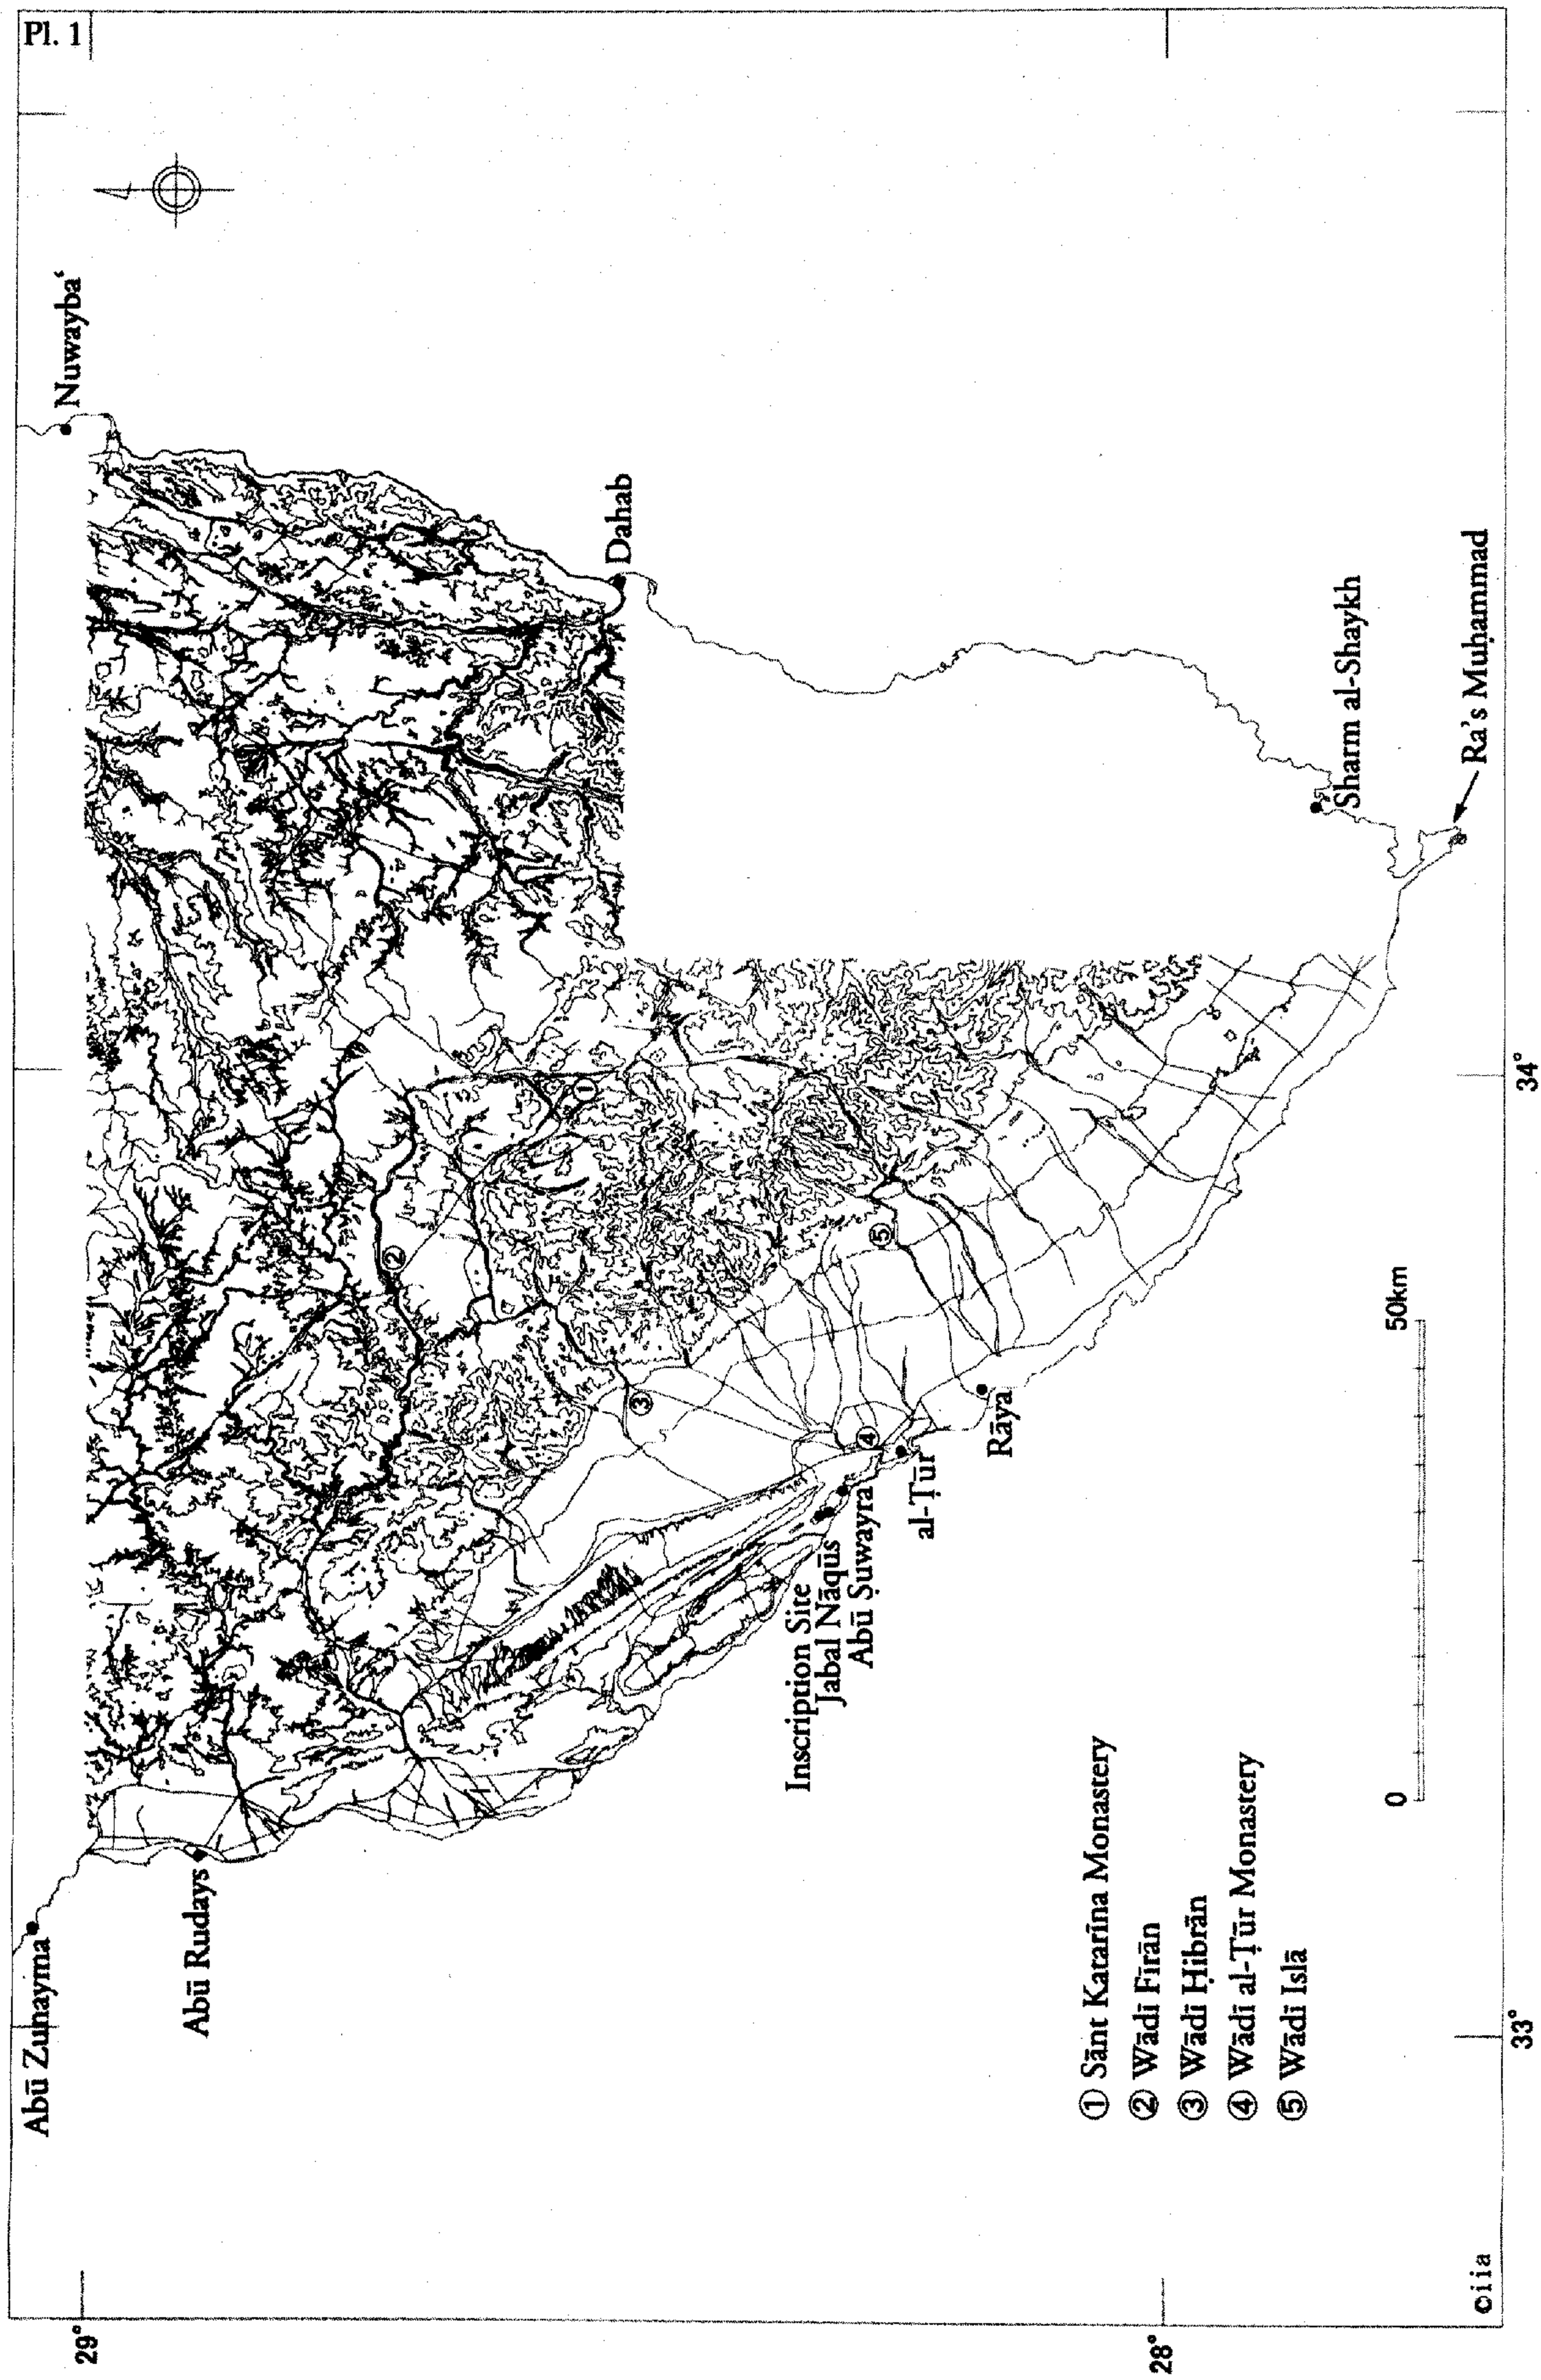 Pl. 1
Abū Zunayma
Nuwayba‘
29°
Abū Rudays
Dahab
②
①
③
Inscription Site
Jabal Nāqūs
Abū Ṣuwayra
④
⑤
al-Ṭūr
Rāya
① Sānt Katarīna Monastery
② Wādī Fīrān
③ Wādī Ḥibrān
④ Wādī al-Ṭūr Monastery
⑤ Wādī Islā
28°
Sharm al-Shaykh
Ra's Muḥammad
0
50km
33°
34°
©iia